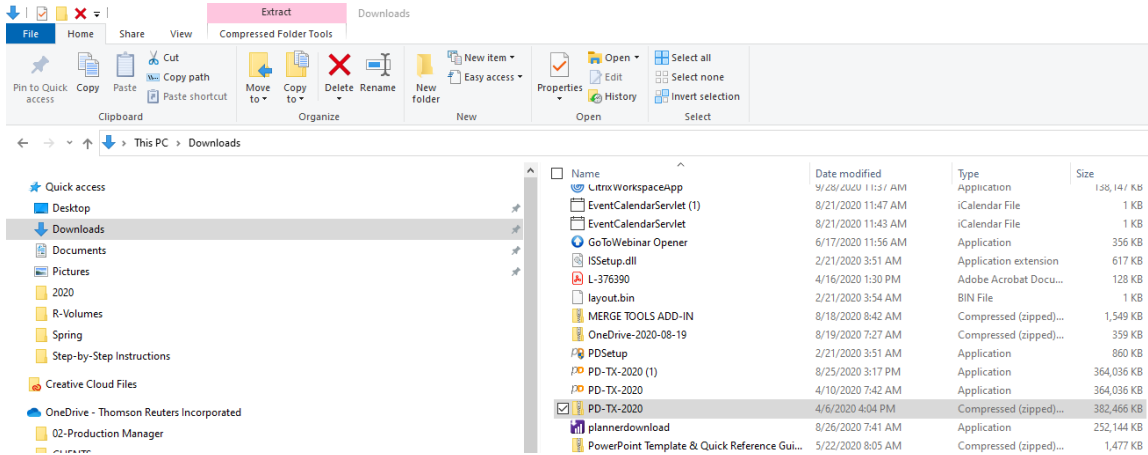 Extract
Downloads
File Home Share View Compressed Folder Tools
Pin to Quick access
Copy
Paste
Cut
Copy path
Paste shortcut
Clipboard
Move to
Copy to
Delete
Rename
Organize
New folder
New item
Easy access
New
Properties
Open
Edit
History
Open
Select all
Select none
Invert selection
Select
This PC > Downloads
Quick access
Desktop
Downloads
Documents
Pictures
2020
R-Volumes
Spring
Step-by-Step Instructions
Creative Cloud Files
OneDrive - Thomson Reuters Incorporated
02-Production Manager
CLIENTS
Name Date modified Type Size
CitrixWorkspaceApp 9/28/2020 11:37 AM Application 138,147 KB
EventCalendarServlet (1) 8/21/2020 11:47 AM iCalendar File 1 KB
EventCalendarServlet 8/21/2020 11:43 AM iCalendar File 1 KB
GoToWebinar Opener 6/17/2020 11:56 AM Application 356 KB
ISSetup.dll 2/21/2020 3:51 AM Application extension 617 KB
L-376390 4/16/2020 1:30 PM Adobe Acrobat Docu... 128 KB
layout.bin 2/21/2020 3:54 AM BIN File 1 KB
MERGE TOOLS ADD-IN 8/18/2020 8:42 AM Compressed (zipped)... 1,549 KB
OneDrive-2020-08-19 8/19/2020 7:27 AM Compressed (zipped)... 359 KB
PDSetup 2/21/2020 3:51 AM Application 860 KB
PD-TX-2020 (1) 8/25/2020 3:17 PM Application 364,036 KB
PD-TX-2020 4/10/2020 7:42 AM Application 364,036 KB
PD-TX-2020 4/6/2020 4:04 PM Compressed (zipped)... 382,466 KB
plannerdownload 8/26/2020 7:41 AM Application 252,144 KB
PowerPoint Template & Quick Reference Gui... 5/22/2020 8:05 AM Compressed (zipped)... 1,477 KB